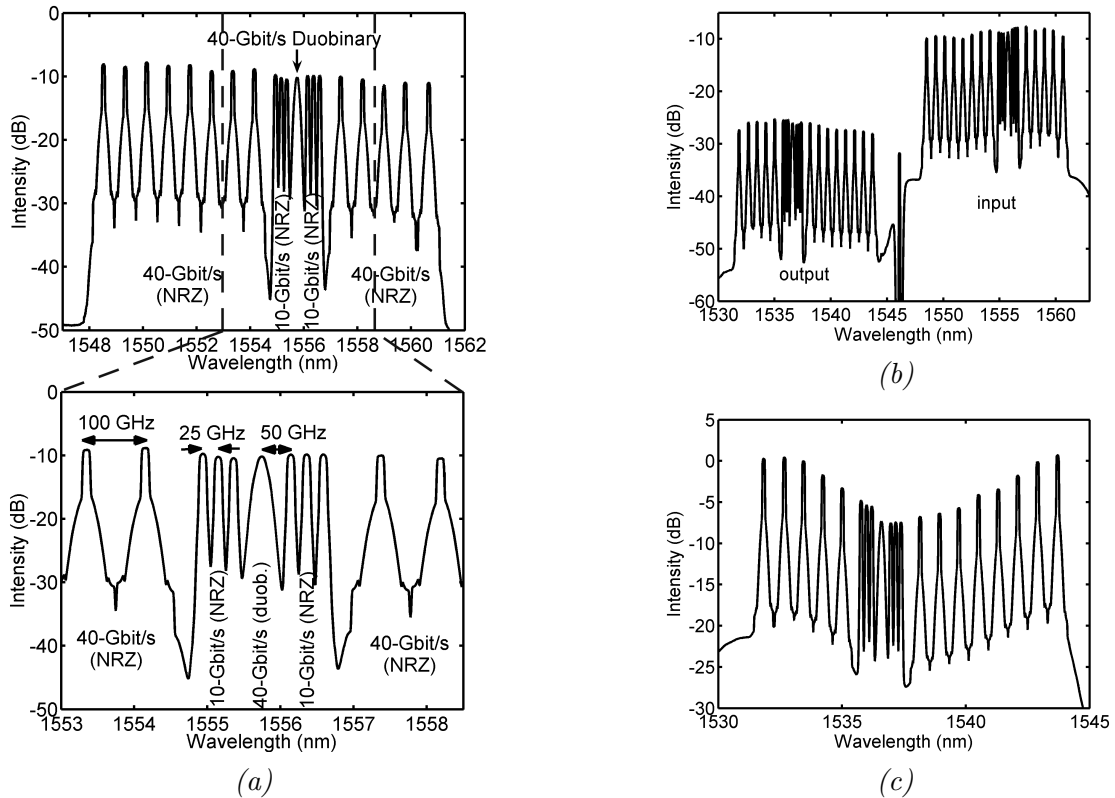 0
-10
-20
-30
-40
-50
Intensity (dB)
40-Gbit/s Duobinary
40-Gbit/s
(NRZ)
10-Gbit/s (NRZ)
10-Gbit/s (NRZ)
40-Gbit/s
(NRZ)
1548 1550 1552 1554 1556 1558 1560 1562
Wavelength (nm)
0
-10
-20
-30
-40
-50
Intensity (dB)
100 GHz
25 GHz
50 GHz
40-Gbit/s
(NRZ)
10-Gbit/s (NRZ)
40-Gbit/s (duob.)
10-Gbit/s (NRZ)
40-Gbit/s
(NRZ)
1553 1554 1555 1556 1557 1558
Wavelength (nm)
(a)
-5
-10
-20
-30
-40
-50
-60
Intensity (dB)
input
output
1530 1535 1540 1545 1550 1555 1560
Wavelength (nm)
(b)
5
0
-5
-10
-15
-20
-25
-30
Intensity (dB)
1530 1535 1540 1545
Wavelength (nm)
(c)